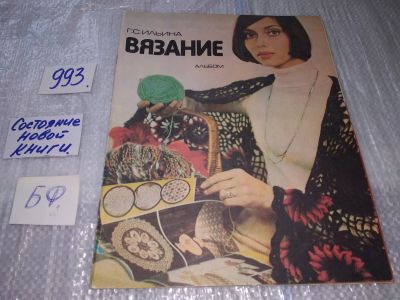 Г.С.ИЛЬИНА
ВЯЗАНИЕ
АЛЬБОМ
993.
Состояние
новой
книги.
БФ